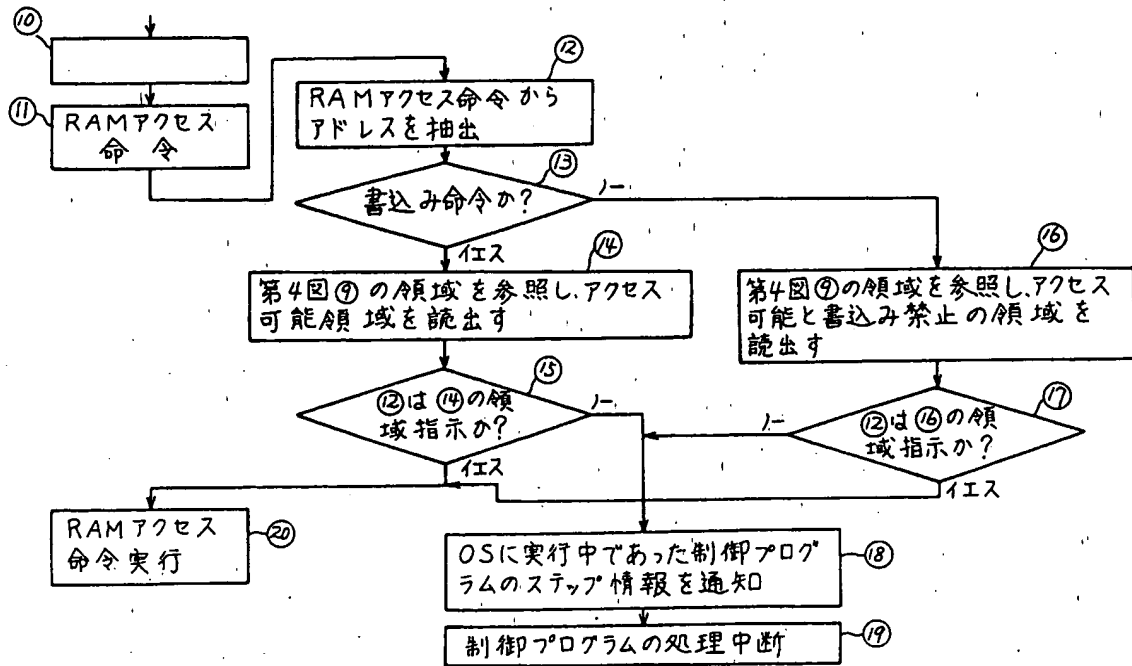 ⑩
⑪
RAMアクセス
命令
⑫
RAMアクセス命令から
アドレスを抽出
⑬
書込み命令か?
ノー
イエス
⑭
第4図⑨の領域を参照し、アクセス
可能領域を読出す
⑯
第4図⑨の領域を参照し、アクセス
可能と書込み禁止の領域を
読出す
⑮
⑫は⑭の領
域指示か?
ノー
イエス
⑰
⑫は⑯の領
域指示か?
ノー
イエス
RAMアクセス
命令実行
⑳
OSに実行中であった制御プログ
ラムのステップ情報を通知
⑱
制御プログラムの処理中断
⑲